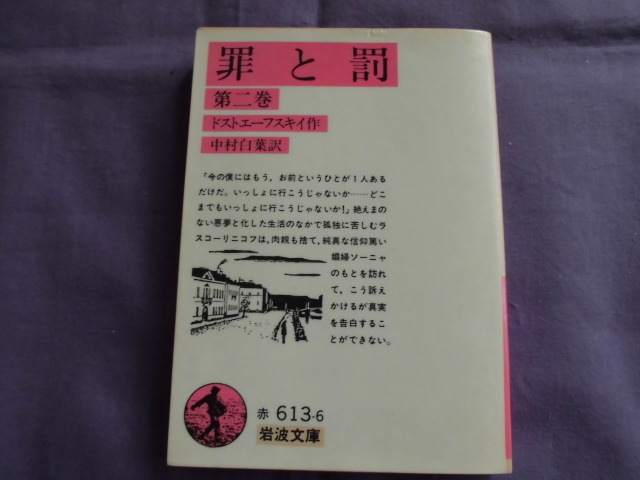 罪と罰
第二巻
ドストエーフスキイ作
中村白葉訳
「今の僕にはもう，お前というひとが1人ある
だけだ。いっしょに行こうじゃないか……どこ
までもいっしょに行こうじゃないか！」絶えまの
ない悪夢と化した生活のなかで孤独に苦しむラ
スコーリニコフは，肉親も捨て，純真な信仰篤い
娼婦ソーニャ
のもとを訪れ
て，こう訴え
かけるが真実
を告白するこ
とができない。
赤 613-6
岩波文庫